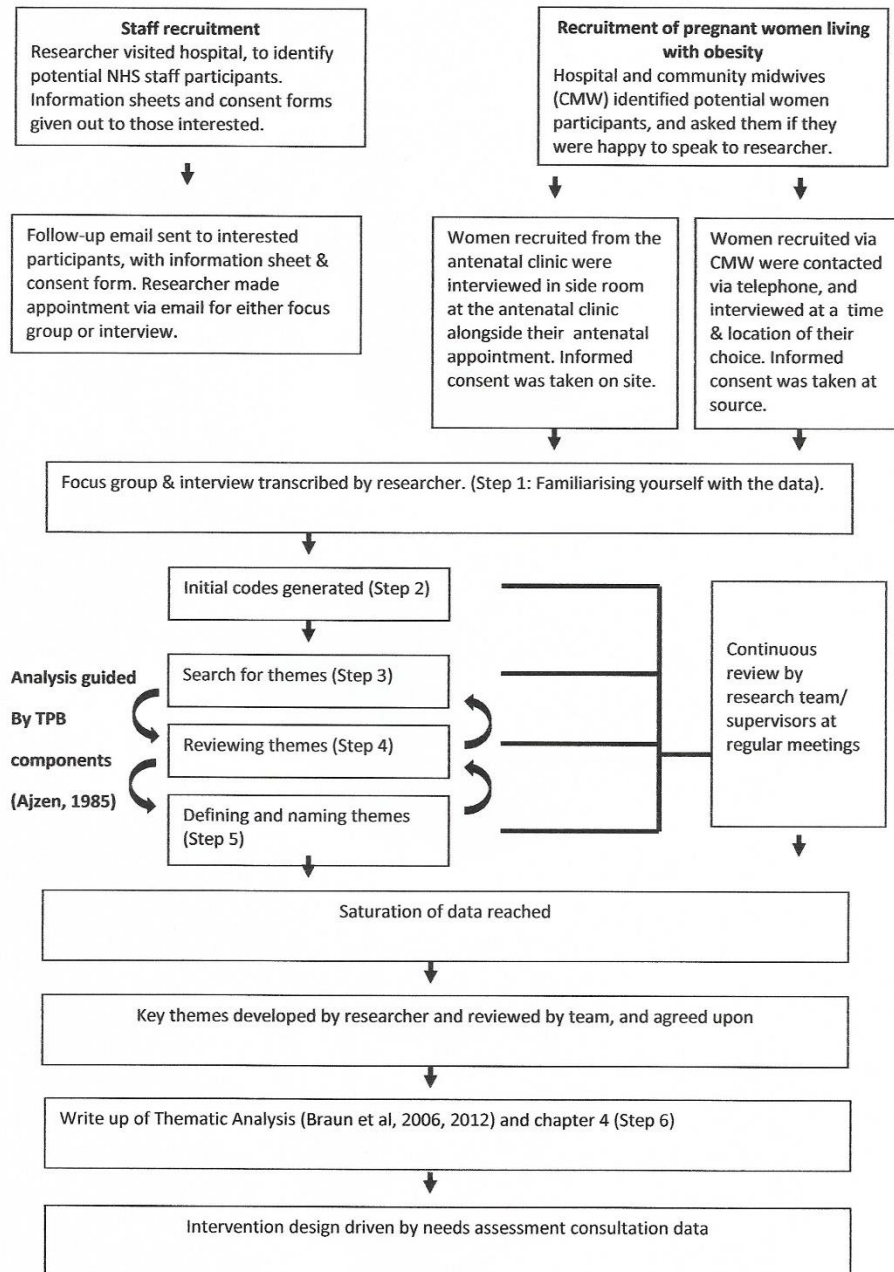 Staff recruitment
Researcher visited hospital, to identify
potential NHS staff participants.
Information sheets and consent forms
given out to those interested.
Recruitment of pregnant women living
with obesity
Hospital and community midwives
(CMW) identified potential women
participants, and asked them if they
were happy to speak to researcher.
Follow-up email sent to interested
participants, with information sheet &
consent form. Researcher made
appointment via email for either focus
group or interview.
Women recruited from the
antenatal clinic were
interviewed in side room
at the antenatal clinic
alongside their antenatal
appointment. Informed
consent was taken on site.
Women recruited via
CMW were contacted
via telephone, and
interviewed at a time
& location of their
choice. Informed
consent was taken at
source.
Focus group & interview transcribed by researcher. (Step 1: Familiarising yourself with the data).
Initial codes generated (Step 2)
Analysis guided
By TPB
components
(Ajzen, 1985)
Search for themes (Step 3)
Reviewing themes (Step 4)
Defining and naming themes
(Step 5)
Continuous
review by
research team/
supervisors at
regular meetings
Saturation of data reached
Key themes developed by researcher and reviewed by team, and agreed upon
Write up of Thematic Analysis (Braun et al, 2006, 2012) and chapter 4 (Step 6)
Intervention design driven by needs assessment consultation data